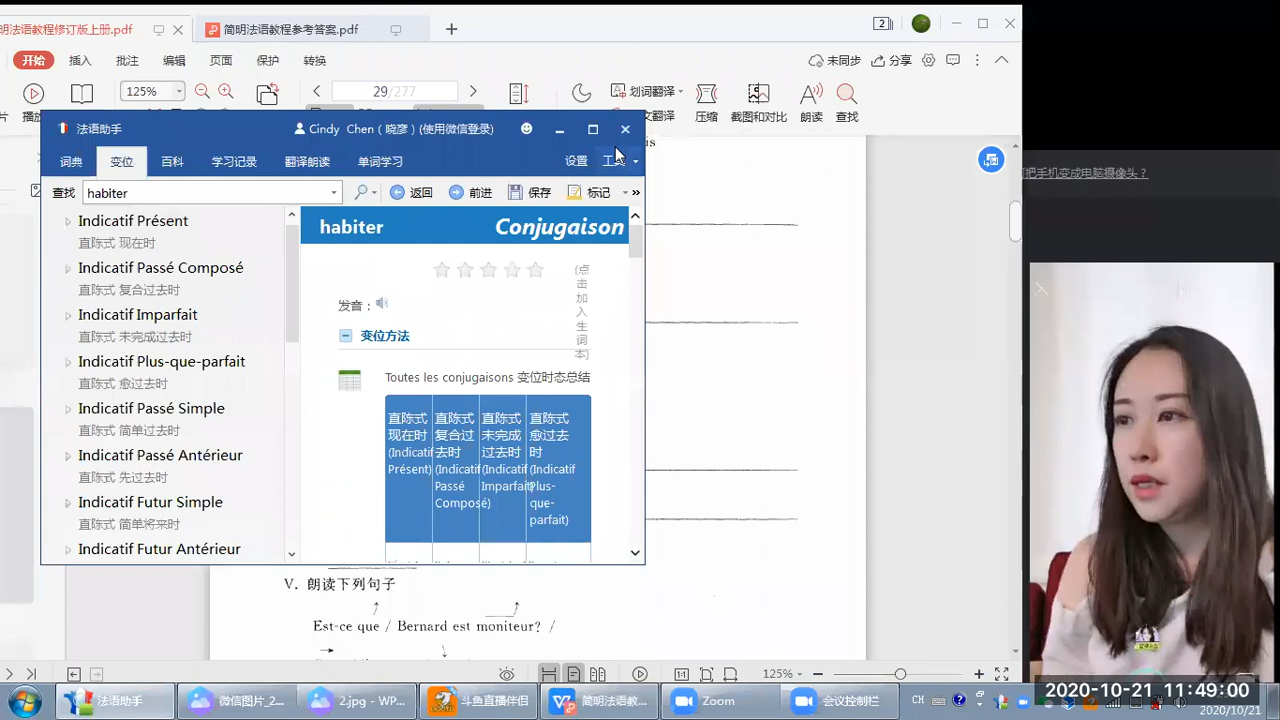 明法语教程修订版上册.pdf
简明法语教程参考答案.pdf
2
开始 插入 批注 编辑 页面 保护 转换
未同步 分享
125%
29/277
划词翻译
压缩 截图和对比 朗读 查找
法语助手
Cindy Chen（晓彦）(使用微信登录)
词典 变位 百科 学习记录 翻译朗读 单词学习 设置
查找 habiter 返回 前进 保存 标记
is
把手机变成电脑摄像头？
Indicatif Présent
直陈式 现在时
Indicatif Passé Composé
直陈式 复合过去时
Indicatif Imparfait
直陈式 未完成过去时
Indicatif Plus-que-parfait
直陈式 愈过去时
Indicatif Passé Simple
直陈式 简单过去时
Indicatif Passé Antérieur
直陈式 先过去时
Indicatif Futur Simple
直陈式 简单将来时
Indicatif Futur Antérieur
habiter Conjugaison
(点击加入生词本)
发音：
变位方法
Toutes les conjugaisons 变位时态总结
直陈式现在时(Indicatif Présent)
直陈式复合过去时(Indicatif Passé Composé)
直陈式未完成过去时(Indicatif Imparfait)
直陈式愈过去时(Indicatif Plus-que-parfait)
V. 朗读下列句子
Est-ce que / Bernard est moniteur? /
125%
法语助手 微信图片_2... 2.jpg - WP... 斗鱼直播伴侣 简明法语教... Zoom 会议控制栏
CH
2020-10-21 11:49:00
2020/10/21